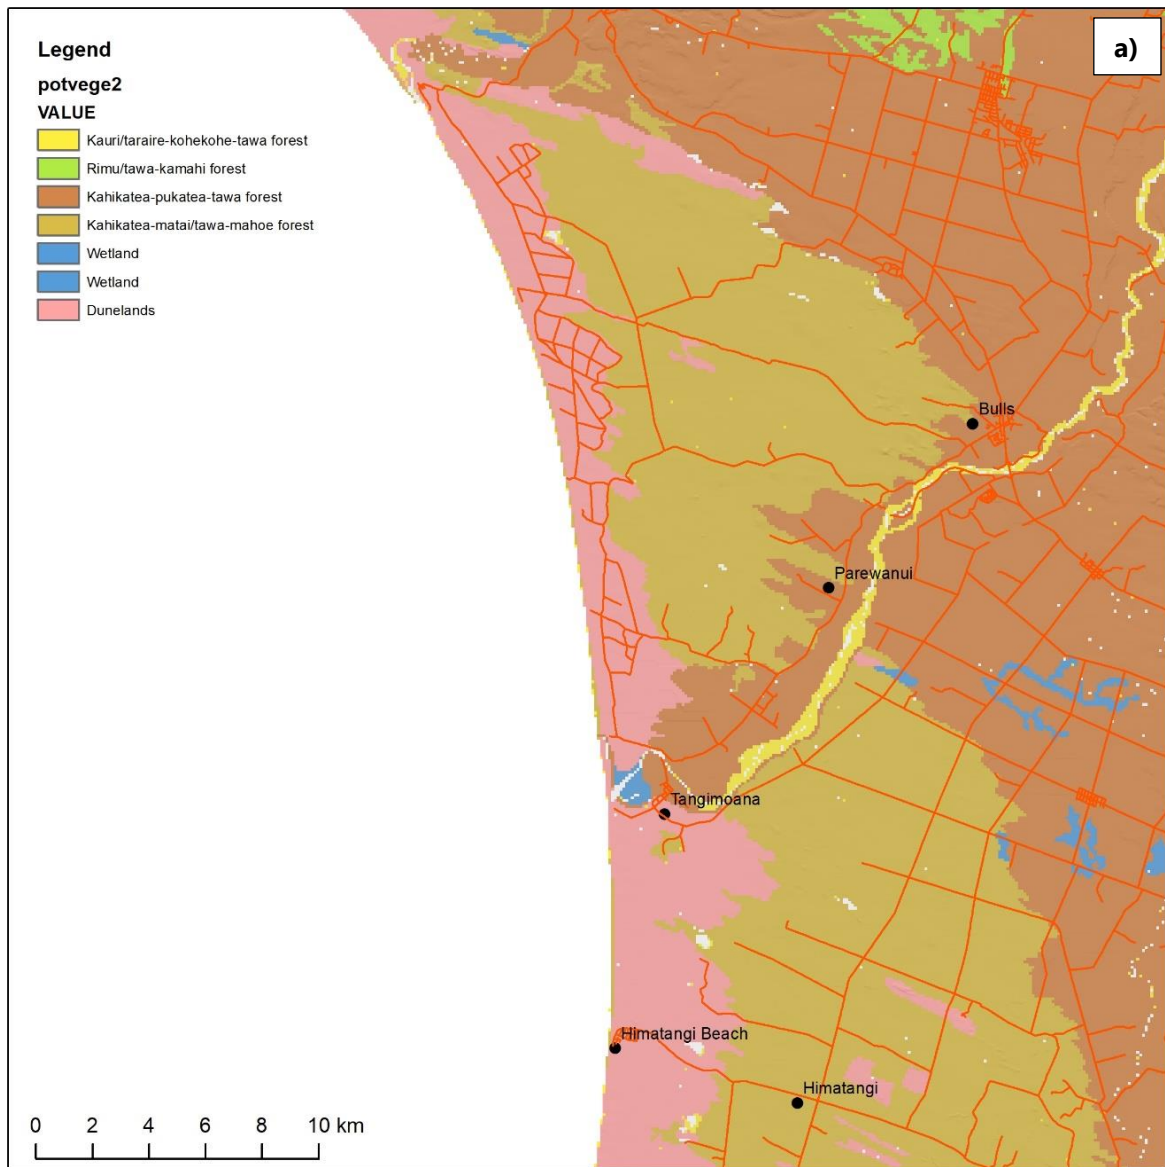 a)
Legend
potvege2
VALUE
Kauri/taraire-kohekohe-tawa forest
Rimu/tawa-kamahi forest
Kahikatea-pukatea-tawa forest
Kahikatea-matai/tawa-mahoe forest
Wetland
Wetland
Dunelands
Bulls
Parewanui
Tangimoana
Himatangi Beach
Himatangi
0 2 4 6 8 10 km